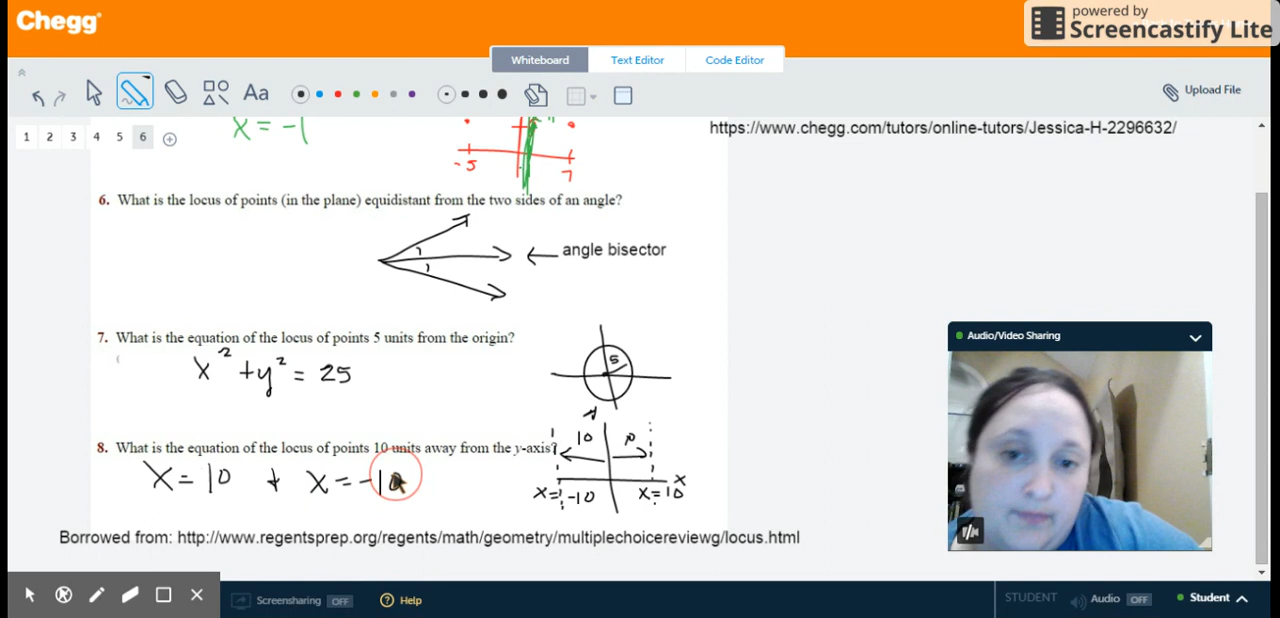 Chegg
powered by
Screencastify Lite
Whiteboard
Text Editor
Code Editor
Aa
Upload File
1 2 3 4 5 6
x = -1
-5
7
https://www.chegg.com/tutors/online-tutors/Jessica-H-2296632/
6. What is the locus of points (in the plane) equidistant from the two sides of an angle?
angle bisector
7. What is the equation of the locus of points 5 units from the origin?
x² + y² = 25
5
8. What is the equation of the locus of points 10 units away from the y-axis?
10
10
x = 10 + x = -10
x = -10
x = 10
x
Borrowed from: http://www.regentsprep.org/regents/math/geometry/multiplechoicereviewg/locus.html
Audio/Video Sharing
Screensharing OFF
Help
STUDENT
Audio OFF
Student